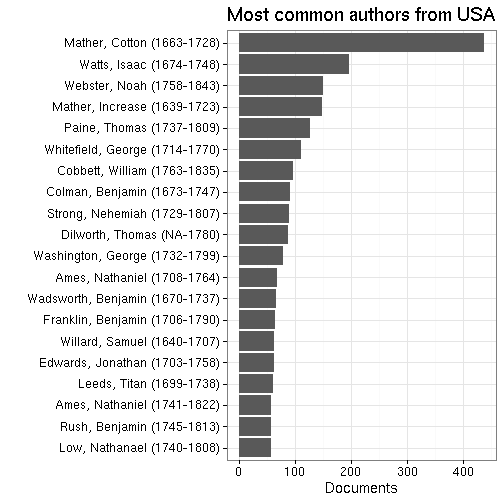 Most common authors from USA
Mather, Cotton (1663-1728)
Watts, Isaac (1674-1748)
Webster, Noah (1758-1843)
Mather, Increase (1639-1723)
Paine, Thomas (1737-1809)
Whitefield, George (1714-1770)
Cobbett, William (1763-1835)
Colman, Benjamin (1673-1747)
Strong, Nehemiah (1729-1807)
Dilworth, Thomas (NA-1780)
Washington, George (1732-1799)
Ames, Nathaniel (1708-1764)
Wadsworth, Benjamin (1670-1737)
Franklin, Benjamin (1706-1790)
Willard, Samuel (1640-1707)
Edwards, Jonathan (1703-1758)
Leeds, Titan (1699-1738)
Ames, Nathaniel (1741-1822)
Rush, Benjamin (1745-1813)
Low, Nathanael (1740-1808)
0 100 200 300 400
Documents